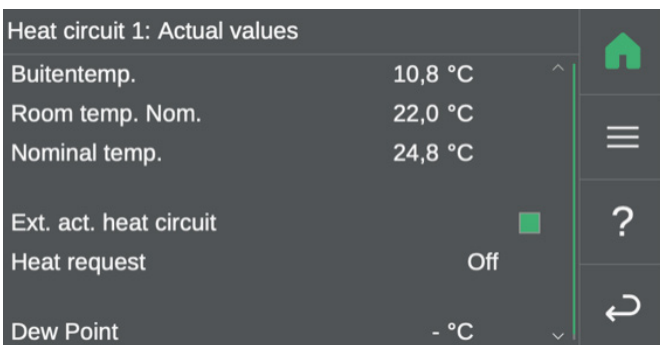 Heat circuit 1: Actual values
Buitentemp. 10,8 °C
Room temp. Nom. 22,0 °C
Nominal temp. 24,8 °C
Ext. act. heat circuit
Heat request Off
Dew Point - °C
?